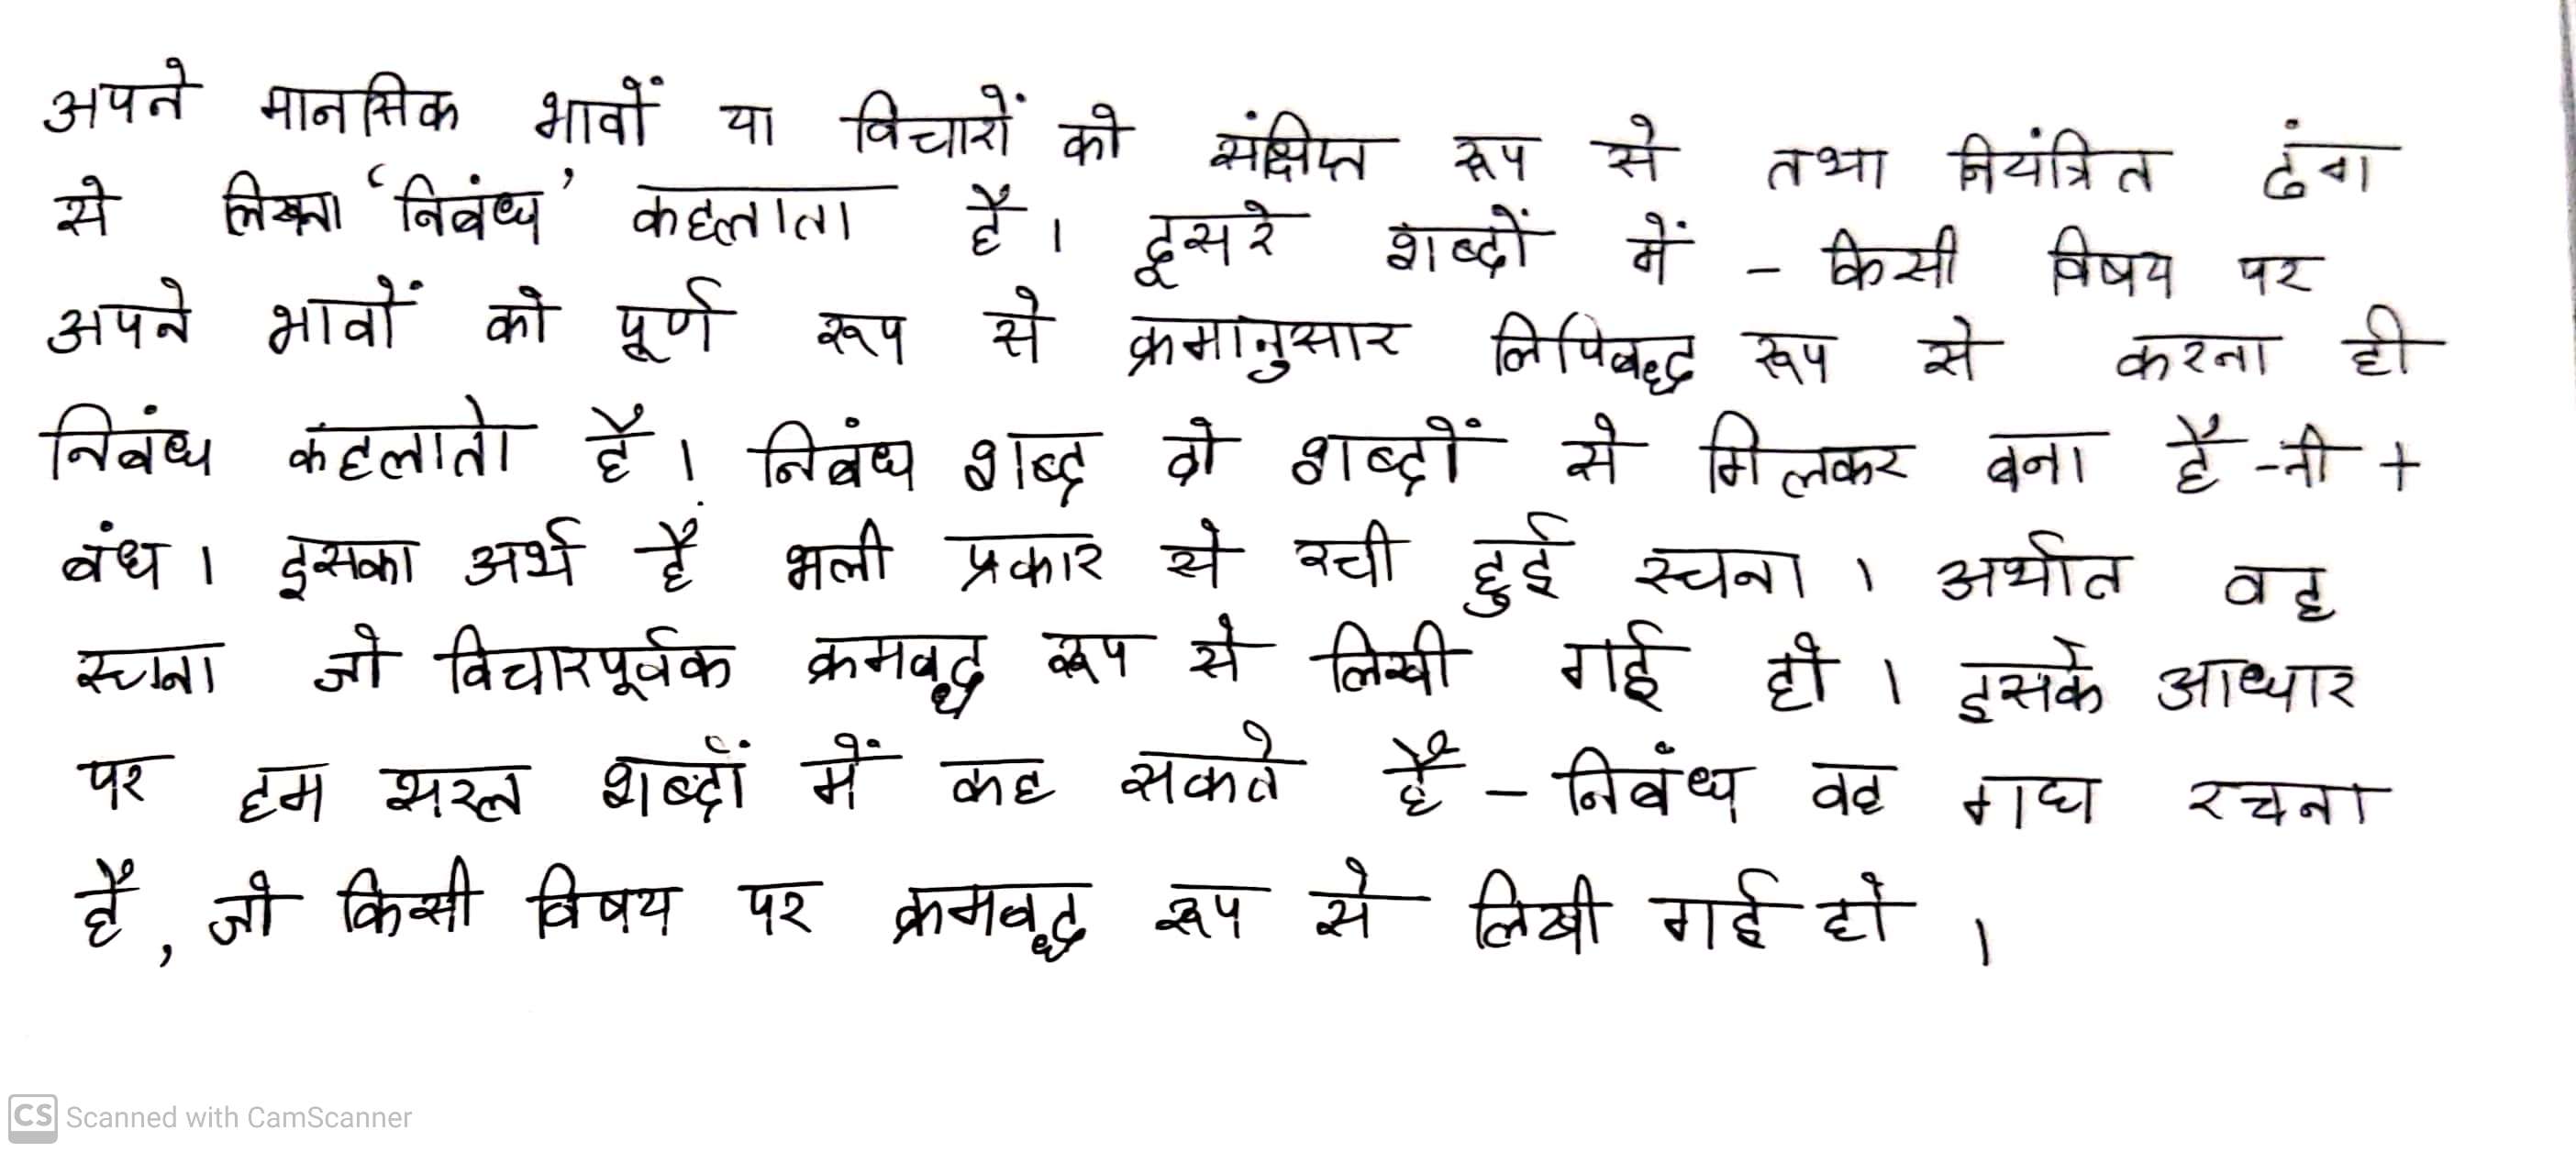 अपने मानसिक भावों या विचारों को संक्षिप्त रूप से तथा नियंत्रित ढंग
से लिखना 'निबंध' कहलाता है । दूसरे शब्दों में - किसी विषय पर
अपने भावों को पूर्ण रूप से क्रमानुसार लिपिबद्ध रूप से करना ही
निबंध कहलाता है । निबंध शब्द दो शब्दों से मिलकर बना है -नी +
बंध । इसका अर्थ हैं भली प्रकार से रची हुई रचना । अर्थात वह
रचना जो विचारपूर्वक क्रमबद्ध रूप से लिखी गई हो । इसके आधार
पर हम सरल शब्दों में कह सकते है - निबंध वह गद्य रचना
है, जो किसी विषय पर क्रमबद्ध रूप से लिखी गई हो ।
CS Scanned with CamScanner